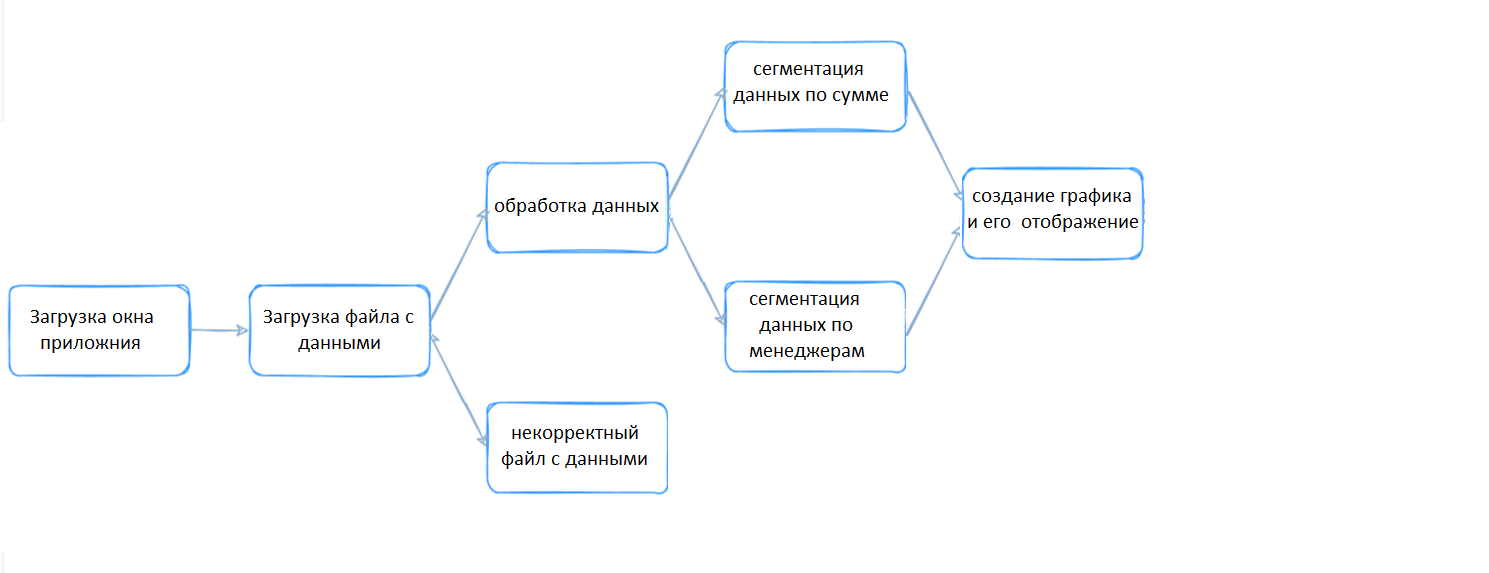 сегментация
данных по сумме
обработка данных
создание графика
и его отображение
Загрузка окна
приложния
Загрузка файла с
данными
сегментация
данных по
менеджерам
некорректный
файл с данными